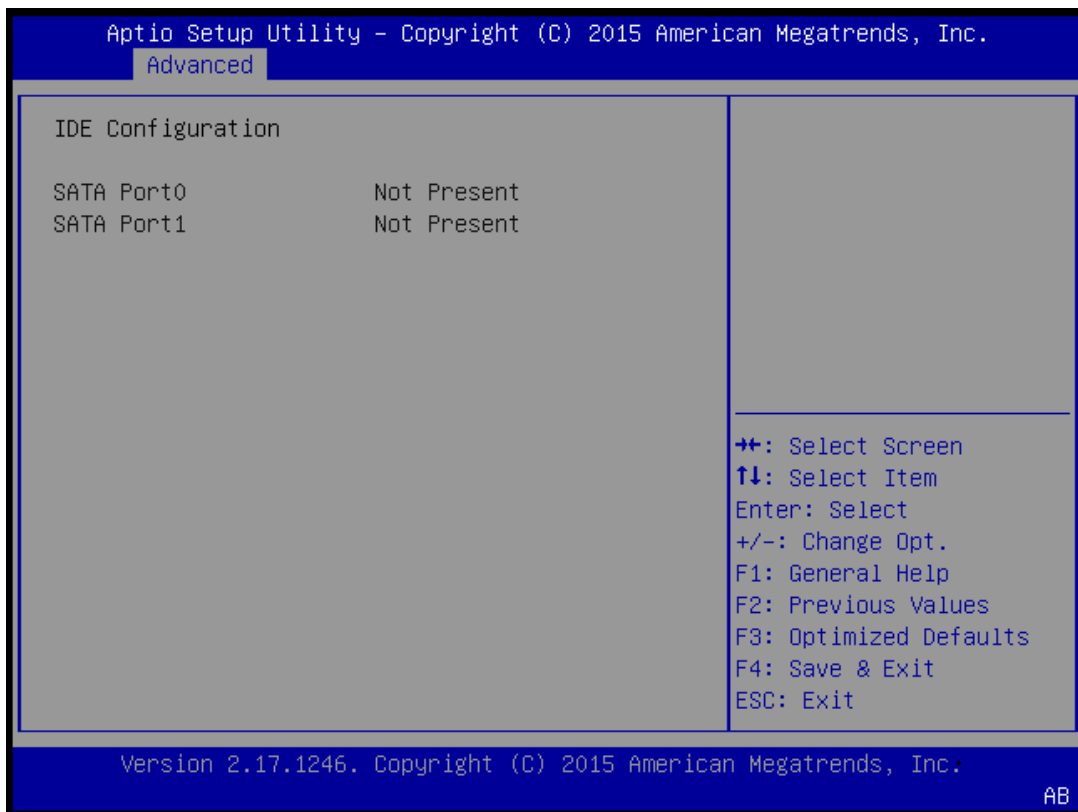 Aptio Setup Utility – Copyright (C) 2015 American Megatrends, Inc.
Advanced
IDE Configuration
SATA Port0 Not Present
SATA Port1 Not Present
→←: Select Screen
↑↓: Select Item
Enter: Select
+/-: Change Opt.
F1: General Help
F2: Previous Values
F3: Optimized Defaults
F4: Save & Exit
ESC: Exit
Version 2.17.1246. Copyright (C) 2015 American Megatrends, Inc.
AB